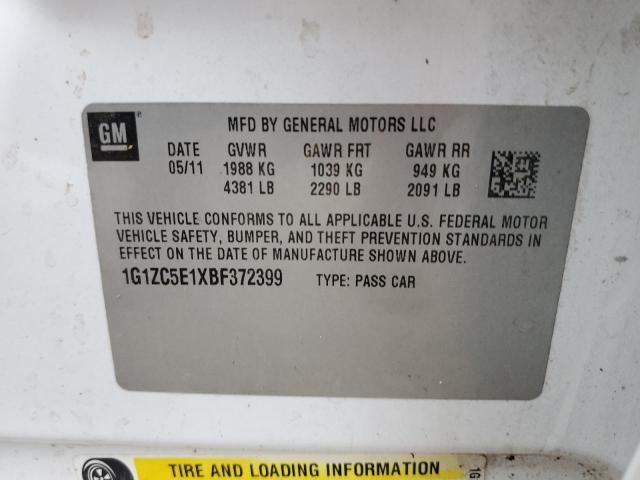 GM
MFD BY GENERAL MOTORS LLC
DATE GVWR GAWR FRT GAWR RR
05/11 1988 KG 1039 KG 949 KG
4381 LB 2290 LB 2091 LB
THIS VEHICLE CONFORMS TO ALL APPLICABLE U.S. FEDERAL MOTOR
VEHICLE SAFETY, BUMPER, AND THEFT PREVENTION STANDARDS IN
EFFECT ON THE DATE OF MANUFACTURE SHOWN ABOVE.
1G1ZC5E1XBF372399 TYPE: PASS CAR
TIRE AND LOADING INFORMATION
1G